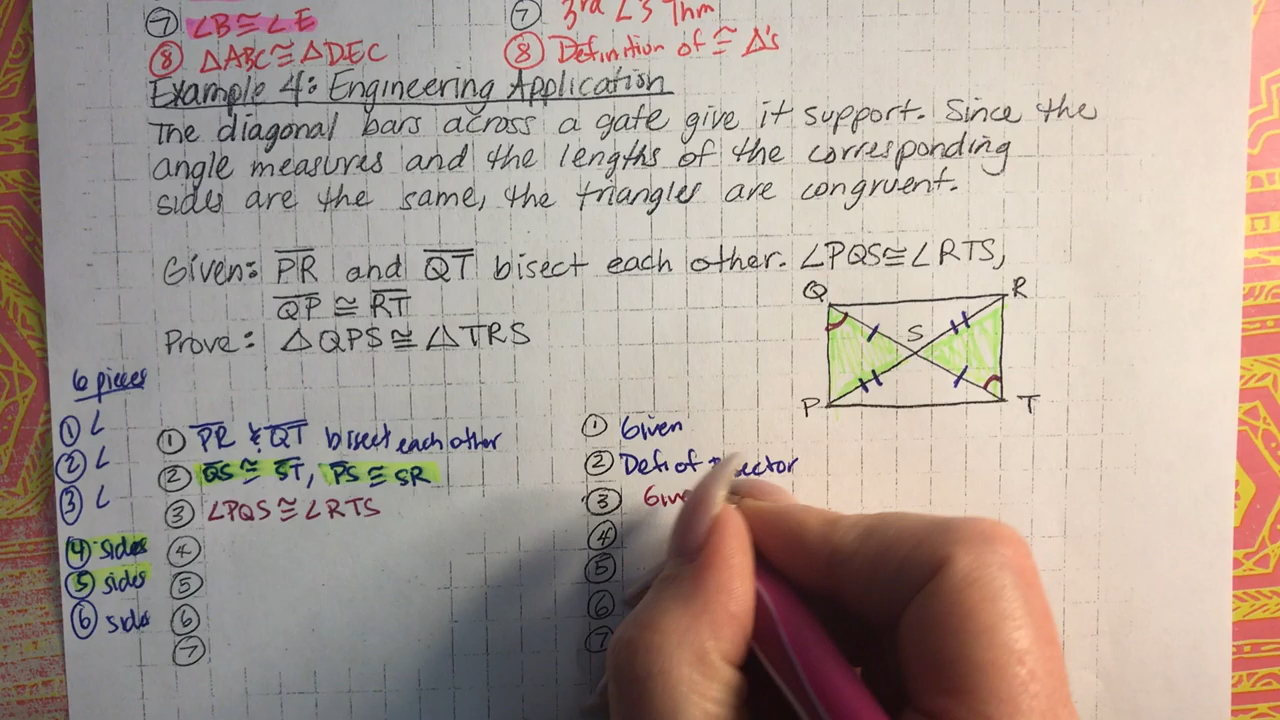 ⑦ ∠B≅∠E ⑦ 3rd ∠s Thm
⑧ △ABC≅△DEC ⑧ Definition of ≅ △'s
Example 4: Engineering Application
The diagonal bars across a gate give it support. Since the
angle measures and the lengths of the corresponding
sides are the same, the triangles are congruent.
Given: PR and QT bisect each other. ∠PQS≅∠RTS,
QP ≅ RT
Prove: △QPS≅△TRS
Q R
S
P T
6 pieces
① ∠
② ∠
③ ∠
④ sides
⑤ sides
⑥ sides
① PR & QT bisect each other ① Given
② QS ≅ ST, PS ≅ SR ② Def. of
③ ∠PQS ≅ ∠RTS ③
④ ④
⑤ ⑤
⑥ ⑥
⑦ ⑦